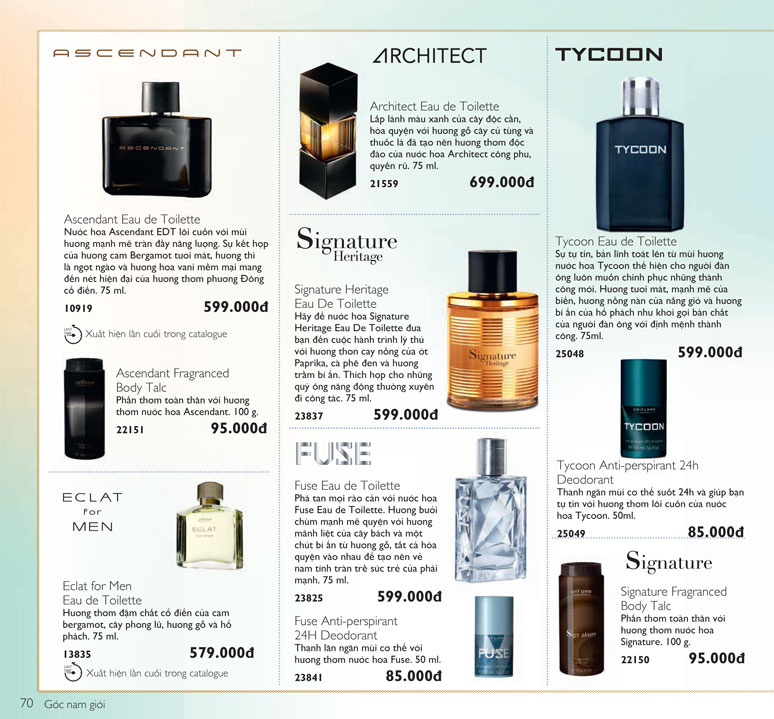 ASCENDANT
ASCENDANT
Ascendant Eau de Toilette
Nước hoa Ascendant EDT lôi cuốn với mùi
hương mạnh mẽ tràn đầy năng lượng. Sự kết hợp
của hương cam Bergamot tươi mát, hương thì
là ngọt ngào và hương hoa vani mềm mại mang
đến nét hiện đại của hương thơm phương Đông
cổ điển. 75 ml.
10919 599.000đ
Xuất hiện lần cuối trong catalogue
Ascendant Fragranced
Body Talc
Phấn thơm toàn thân với hương
thơm nước hoa Ascendant. 100 g.
22151 95.000đ
ECLAT
For
MEN
ECLAT
Eclat for Men
Eau de Toilette
Hương thơm đậm chất cổ điển của cam
bergamot, cây phong lữ, hương gỗ và hổ
phách. 75 ml.
13835 579.000đ
Xuất hiện lần cuối trong catalogue
ARCHITECT
Architect Eau de Toilette
Lấp lánh màu xanh của cây độc cần,
hòa quyện với hương gỗ cây củ tùng và
thuốc lá đã tạo nên hương thơm độc
đáo của nước hoa Architect công phu,
quyến rũ. 75 ml.
21559 699.000đ
Signature
Heritage
Signature Heritage
Eau De Toilette
Hãy để nước hoa Signature
Heritage Eau De Toilette đưa
bạn đến cuộc hành trình lý thú
với hương thơn cay nồng của ớt
Paprika, cà phê đen và hương
trầm bí ẩn. Thích hợp cho những
quý ông năng động thường xuyên
đi công tác. 75 ml.
23837 599.000đ
Signature
Heritage
FUSE
Fuse Eau de Toilette
Phá tan mọi rào cản với nước hoa
Fuse Eau de Toilette. Hương bưởi
chùm mạnh mẽ quyện với hương
mãnh liệt của cây bách và một
chút bí ẩn từ hương gỗ, tất cả hòa
quyện vào nhau để tạo nên vẻ
nam tính tràn trề sức trẻ của phái
mạnh. 75 ml.
23825 599.000đ
Fuse Anti-perspirant
24H Deodorant
Thanh lăn ngăn mùi cơ thể với
hương thơm nước hoa Fuse. 50 ml.
23841 85.000đ
FUSE
TYCOON
TYCOON
Tycoon Eau de Toilette
Sự tự tin, bản lĩnh toát lên từ mùi hương
nước hoa Tycoon thể hiện cho người đàn
ông luôn muốn chinh phục những thành
công mới. Hương tươi mát, mạnh mẽ của
biển, hương nồng nàn của nắng gió và hương
bí ẩn của hổ phách như khơi gợi bản chất
của người đàn ông với định mệnh thành
công. 75ml.
25048 599.000đ
ORIFLAME
TYCOON
Tycoon Anti-perspirant 24h
Deodorant
Thanh ngăn mùi cơ thể suốt 24h và giúp bạn
tự tin với hương thơm lôi cuốn của nước
hoa Tycoon. 50ml.
25049 85.000đ
Signature
oriflame
Signature
Signature Fragranced
Body Talc
Phấn thơm toàn thân với
hương thơm nước hoa
Signature. 100 g.
22150 95.000đ
70 Góc nam giới